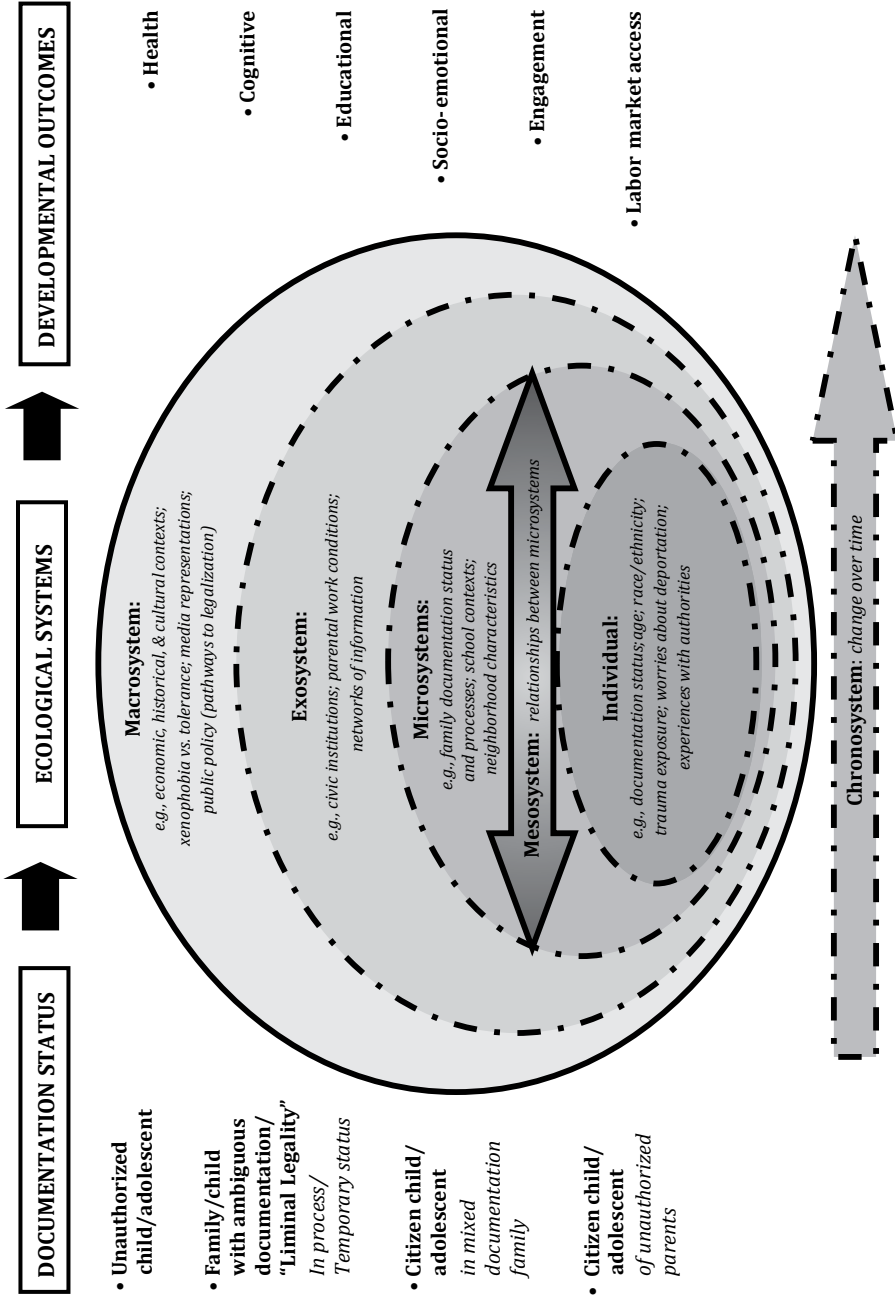 DOCUMENTATION STATUS
ECOLOGICAL SYSTEMS
DEVELOPMENTAL OUTCOMES
• Unauthorized
child/adolescent
• Family/child
with ambiguous
documentation/
“Liminal Legality”
In process/
Temporary status
• Citizen child/
adolescent
in mixed
documentation
family
• Citizen child/
adolescent
of unauthorized
parents
Macrosystem:
e.g., economic, historical, & cultural contexts;
xenophobia vs. tolerance; media representations;
public policy (pathways to legalization)
Exosystem:
e.g., civic institutions; parental work conditions;
networks of information
Microsystems:
e.g., family documentation status
and processes; school contexts;
neighborhood characteristics
Mesosystem: relationships between microsystems
Individual:
e.g., documentation status;age; race/ethnicity;
trauma exposure; worries about deportation;
experiences with authorities
• Health
• Cognitive
• Educational
• Socio-emotional
• Engagement
• Labor market access
Chronosystem: change over time